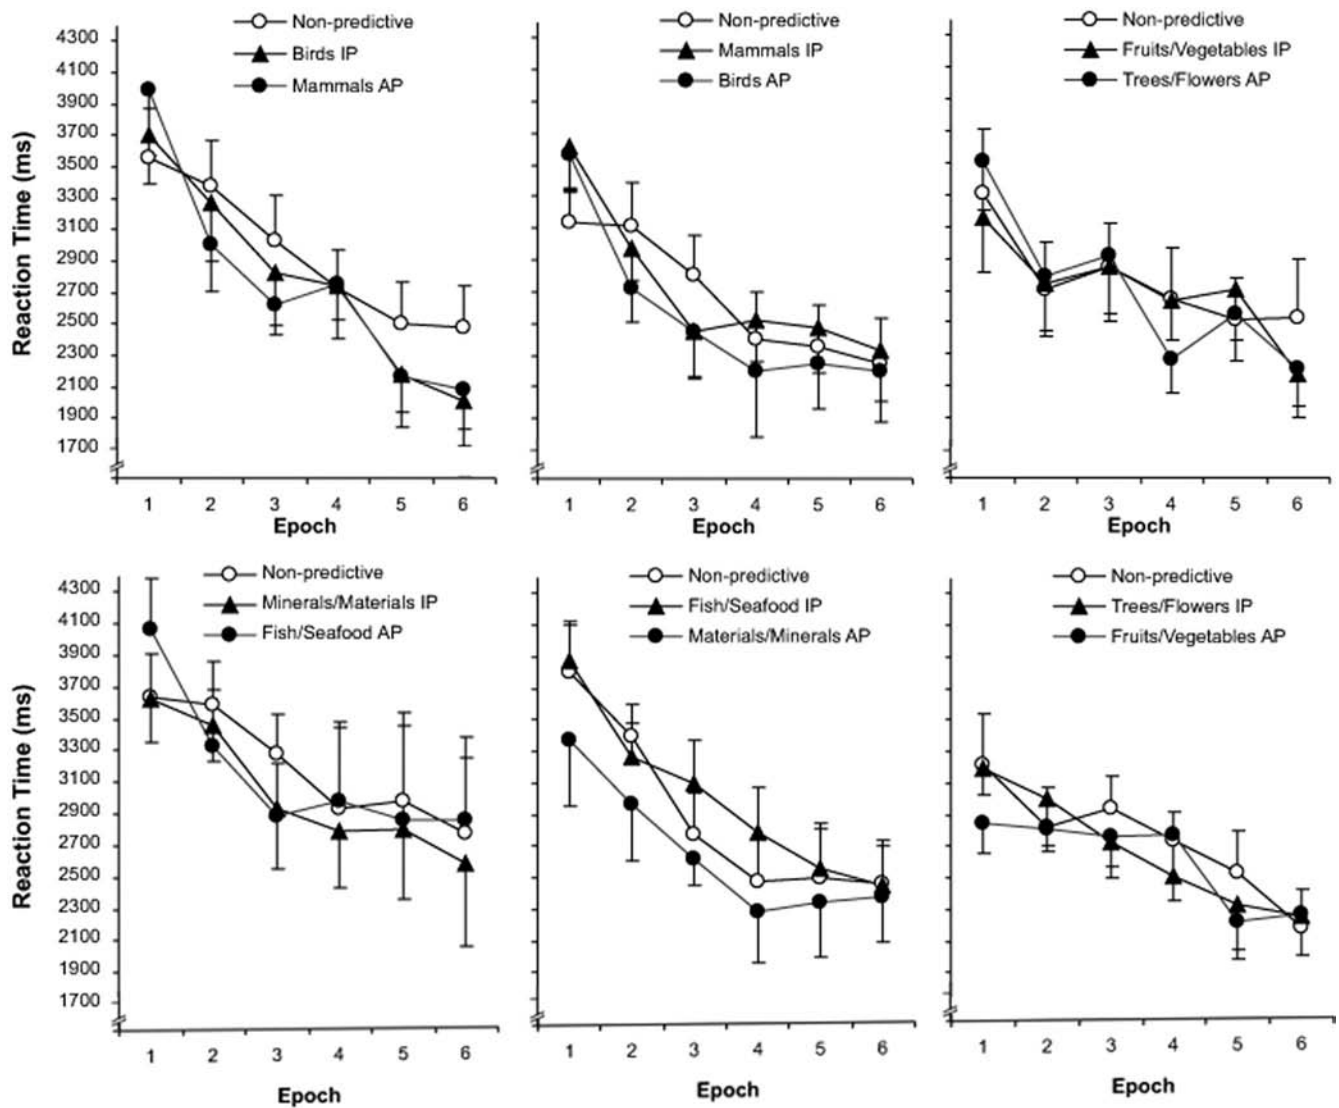 Non-predictive
Birds IP
Mammals AP
Reaction Time (ms)
4300
4100
3900
3700
3500
3300
3100
2900
2700
2500
2300
2100
1900
1700
1 2 3 4 5 6
Epoch
Non-predictive
Mammals IP
Birds AP
1 2 3 4 5 6
Epoch
Non-predictive
Fruits/Vegetables IP
Trees/Flowers AP
1 2 3 4 5 6
Epoch
Non-predictive
Minerals/Materials IP
Fish/Seafood AP
Reaction Time (ms)
4300
4100
3900
3700
3500
3300
3100
2900
2700
2500
2300
2100
1900
1700
1 2 3 4 5 6
Epoch
Non-predictive
Fish/Seafood IP
Materials/Minerals AP
1 2 3 4 5 6
Epoch
Non-predictive
Trees/Flowers IP
Fruits/Vegetables AP
1 2 3 4 5 6
Epoch